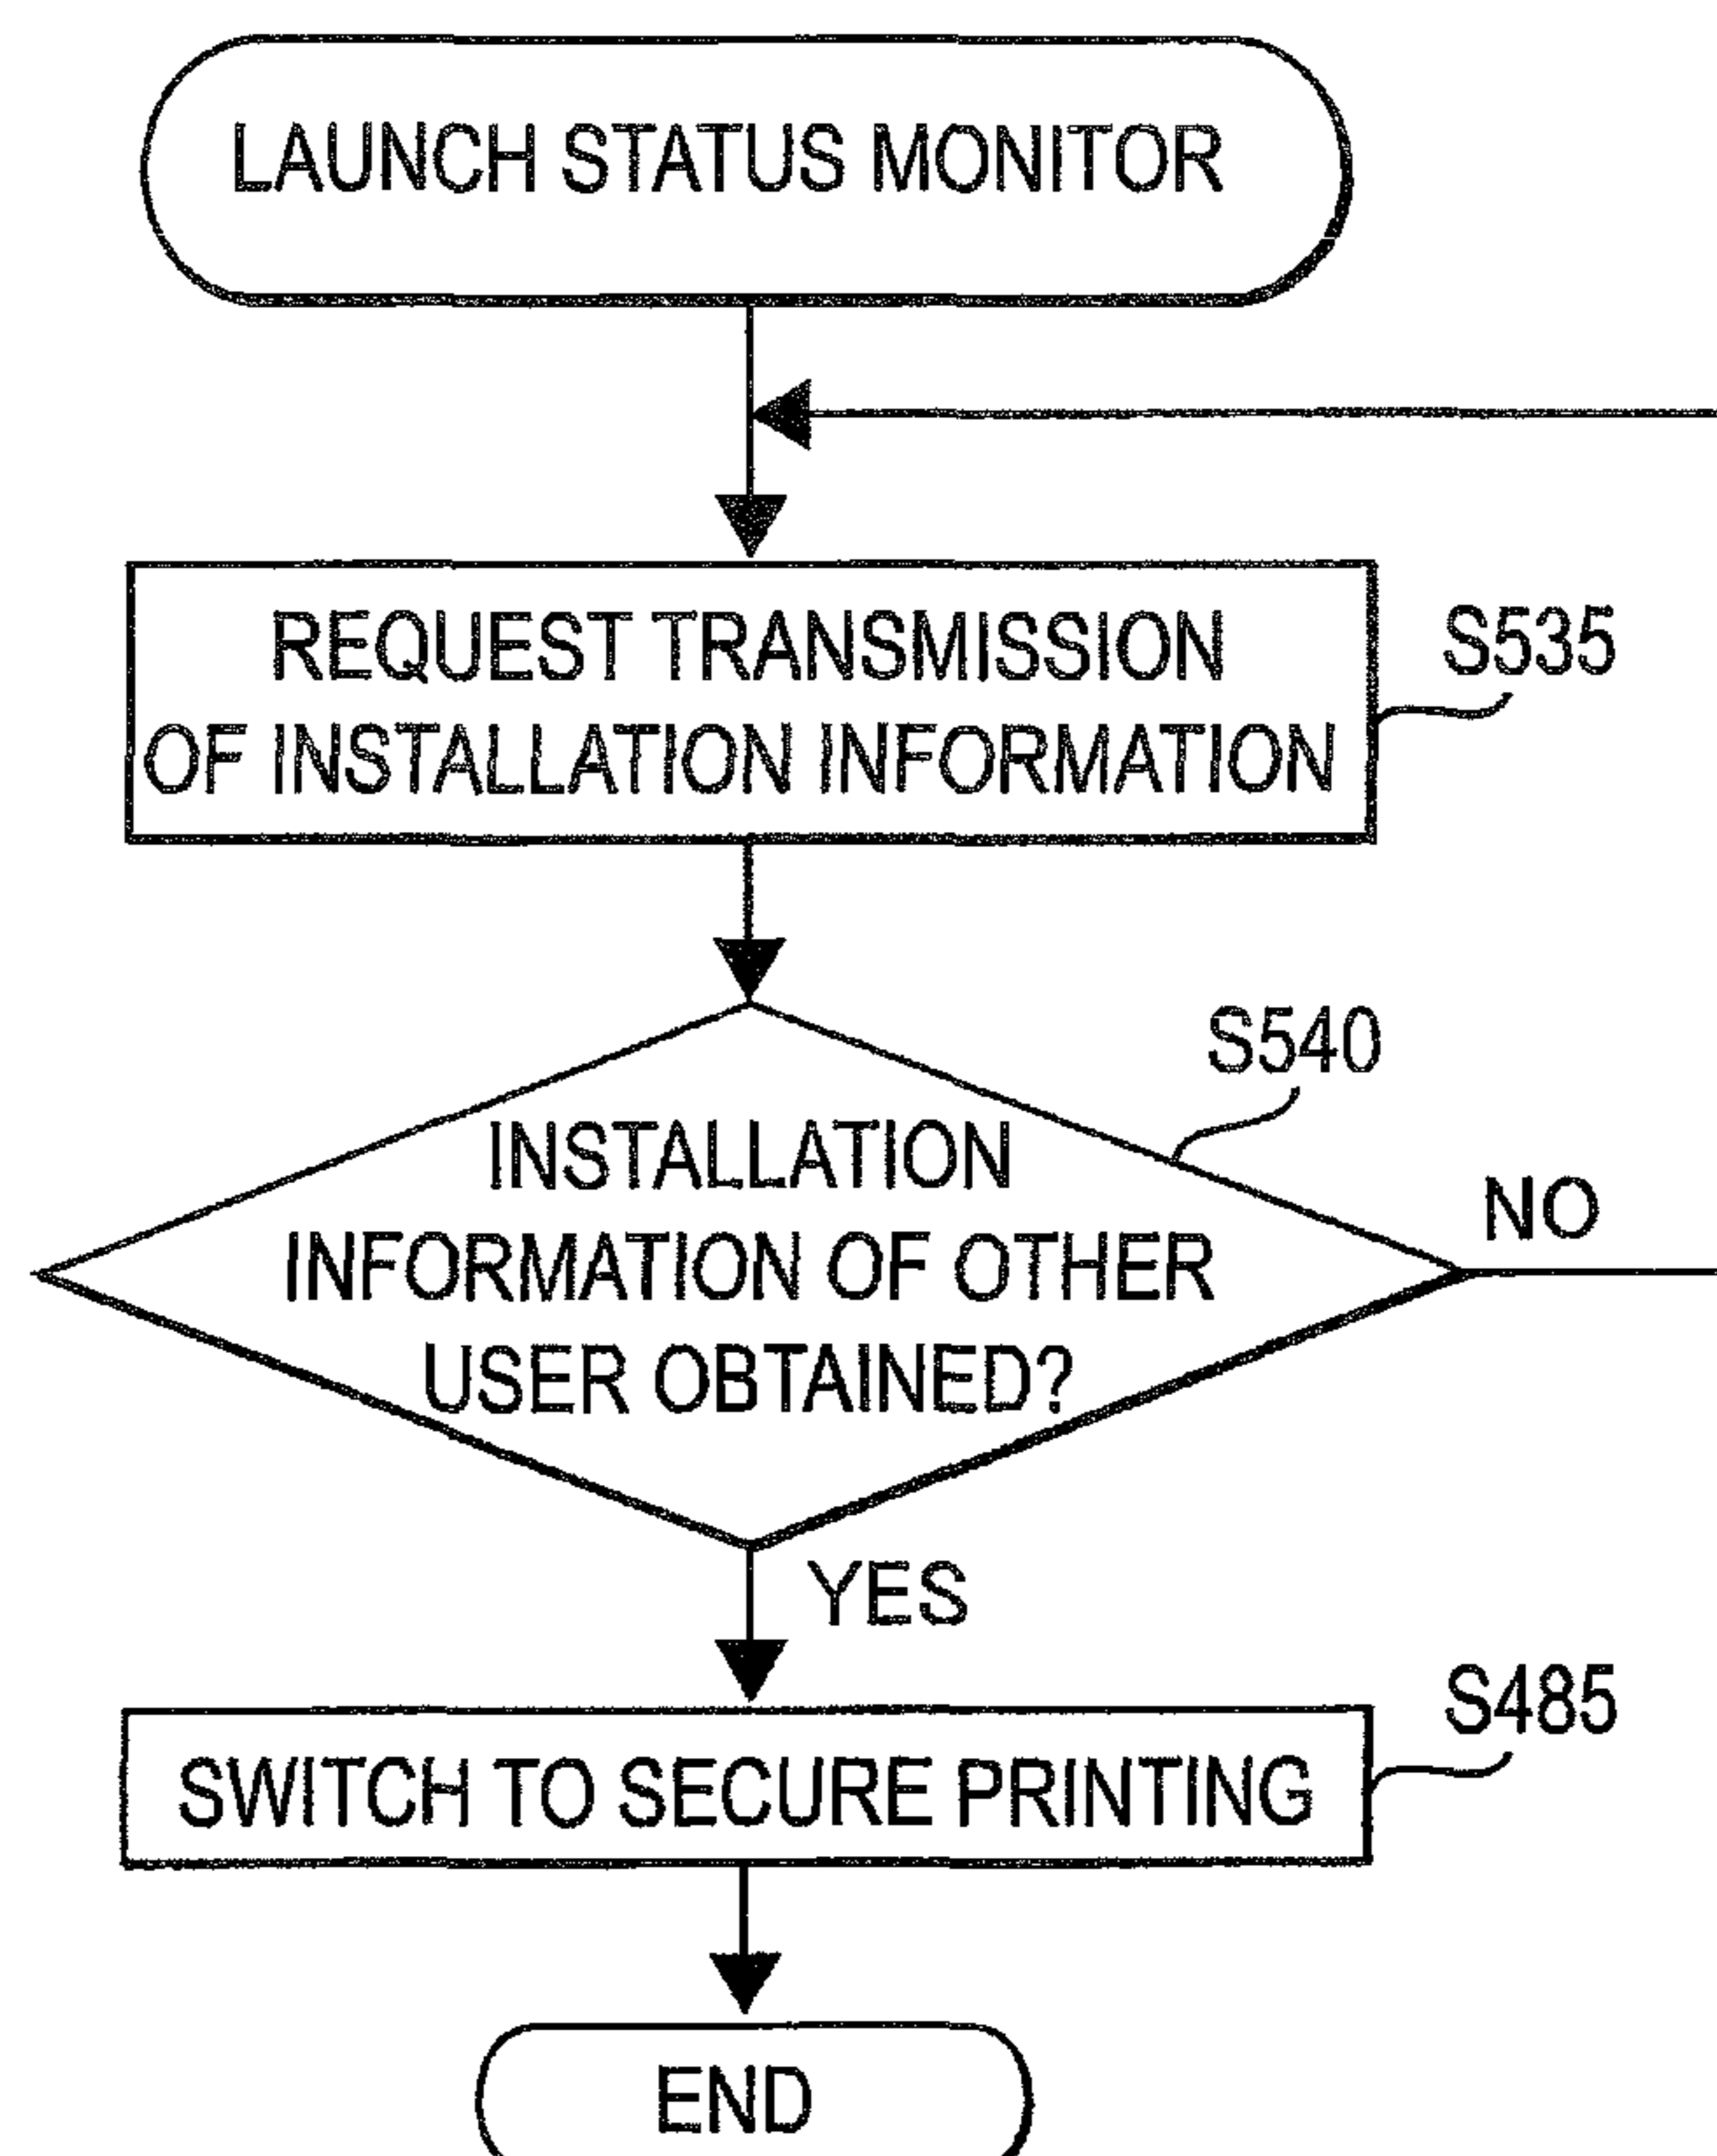 LAUNCH STATUS MONITOR
REQUEST TRANSMISSION
OF INSTALLATION INFORMATION
S535
S540
INSTALLATION
INFORMATION OF OTHER
USER OBTAINED?
NO
YES
S485
SWITCH TO SECURE PRINTING
END